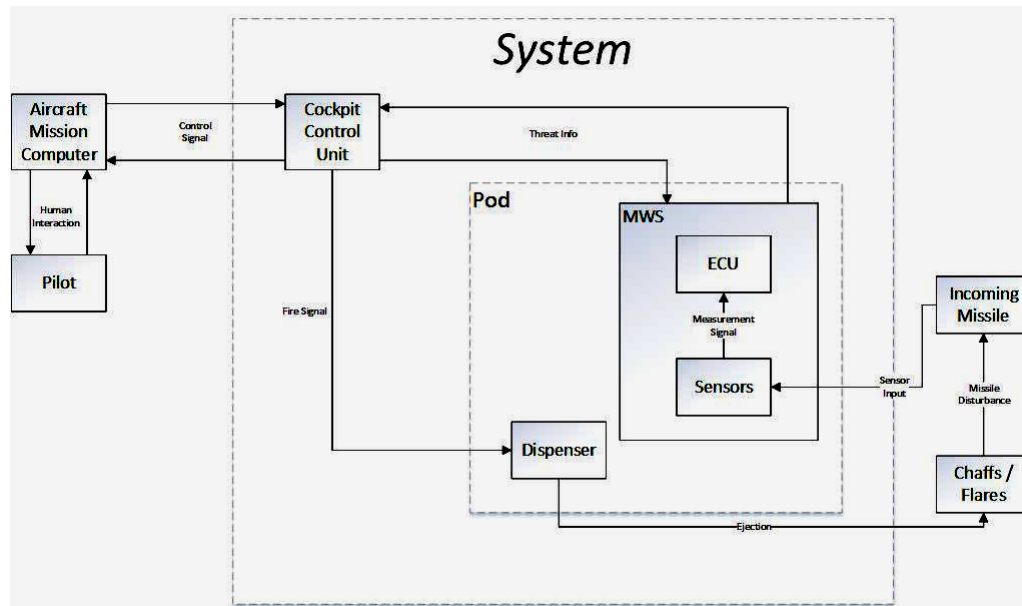 System
Aircraft
Mission
Computer
Control
Signal
Cockpit
Control
Unit
Threat Info
Human
Interaction
Pilot
Pod
MWS
ECU
Measurement
Signal
Sensors
Fire Signal
Dispenser
Incoming
Missile
Sensor
Input
Missile
Disturbance
Chaffs /
Flares
Ejection